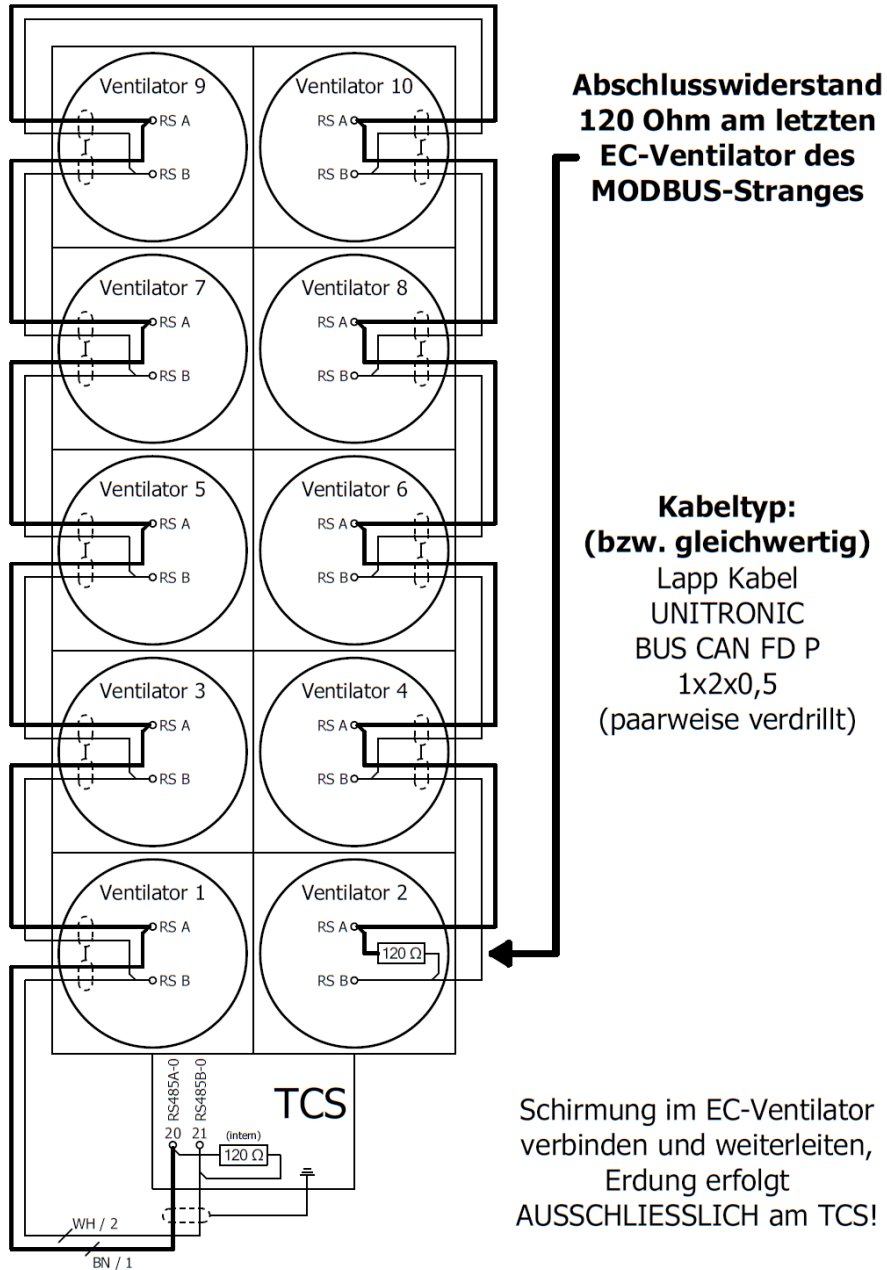 Ventilator 9
RS A
RS B
Ventilator 10
RS A
RS B
Ventilator 7
RS A
RS B
Ventilator 8
RS A
RS B
Ventilator 5
RS A
RS B
Ventilator 6
RS A
RS B
Ventilator 3
RS A
RS B
Ventilator 4
RS A
RS B
Ventilator 1
RS A
RS B
Ventilator 2
RS A
120 Ω
RS B
RS485A-0
RS485B-0
TCS
20
21
(intern)
120 Ω
WH / 2
BN / 1
Abschlusswiderstand
120 Ohm am letzten
EC-Ventilator des
MODBUS-Stranges
Kabeltyp:
(bzw. gleichwertig)
Lapp Kabel
UNITRONIC
BUS CAN FD P
1x2x0,5
(paarweise verdrillt)
Schirmung im EC-Ventilator
verbinden und weiterleiten,
Erdung erfolgt
AUSSCHLIESSLICH am TCS!